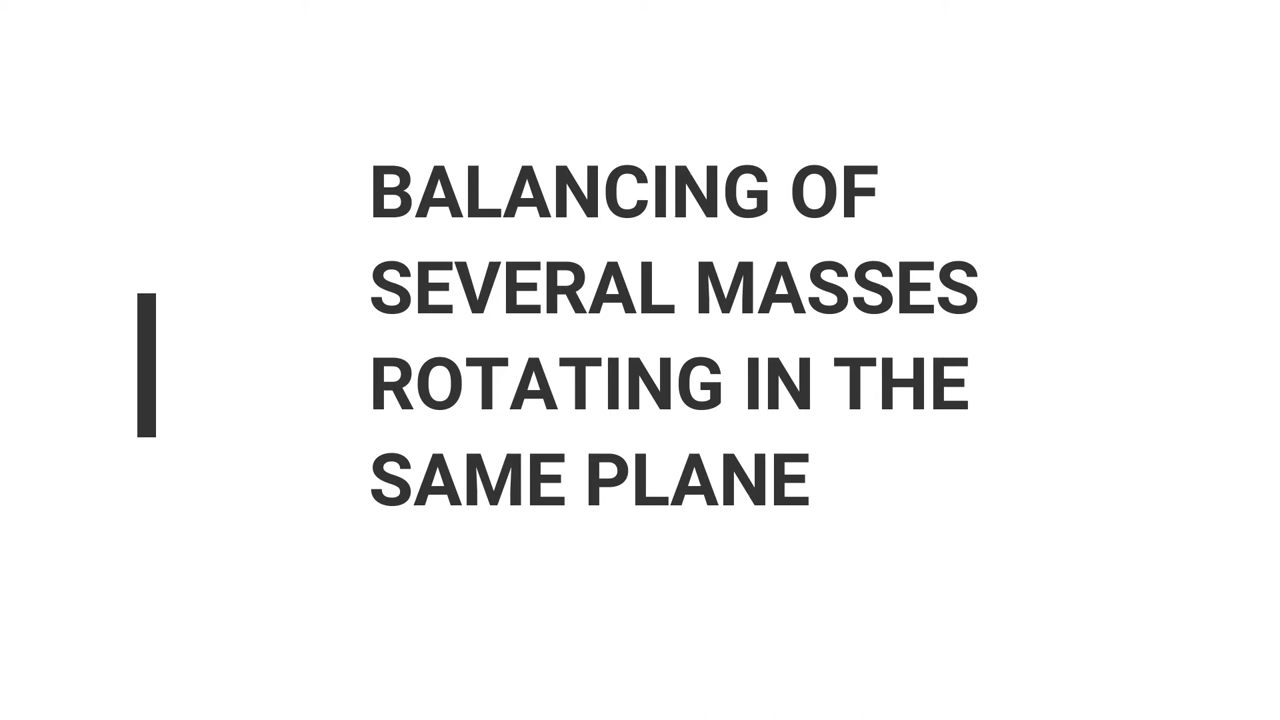 BALANCING OF
SEVERAL MASSES
ROTATING IN THE
SAME PLANE